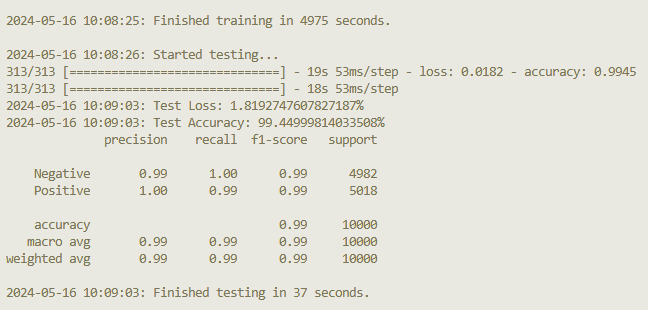 2024-05-16 10:08:25: Finished training in 4975 seconds.
2024-05-16 10:08:26: Started testing...
313/313 [==============================] - 19s 53ms/step - loss: 0.0182 - accuracy: 0.9945
313/313 [==============================] - 18s 53ms/step
2024-05-16 10:09:03: Test Loss: 1.8192747607827187%
2024-05-16 10:09:03: Test Accuracy: 99.44999814033508%
precision recall f1-score support
Negative 0.99 1.00 0.99 4982
Positive 1.00 0.99 0.99 5018
accuracy 0.99 10000
macro avg 0.99 0.99 0.99 10000
weighted avg 0.99 0.99 0.99 10000
2024-05-16 10:09:03: Finished testing in 37 seconds.